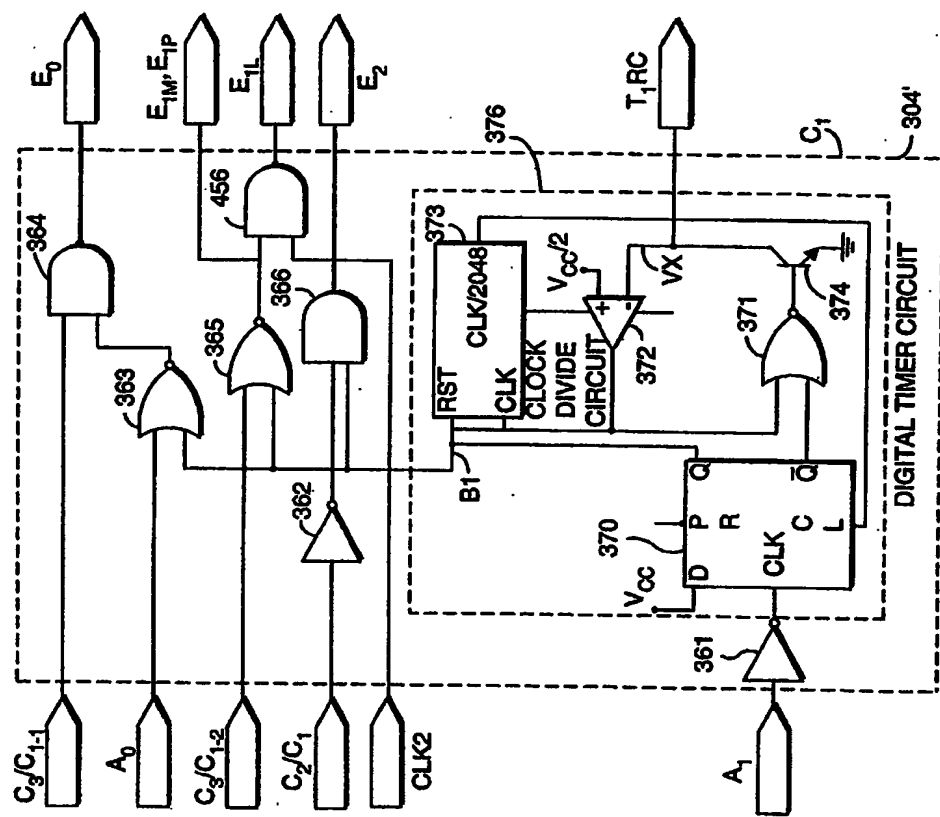 C3/C1-1
A0
C3/C1-2
C2/C1
CLK2
A1
E0
E1M, E1P
E1L
E2
T1RC
364
363
365
456
366
362
B1
376
373
RST
CLK/2048
CLK
CLOCK
DIVIDE
CIRCUIT
VCC/2
+
-
372
VX
374
371
370
VCC
D
P
R
Q
Q̅
CLK
C
L
361
DIGITAL TIMER CIRCUIT
C1
304'